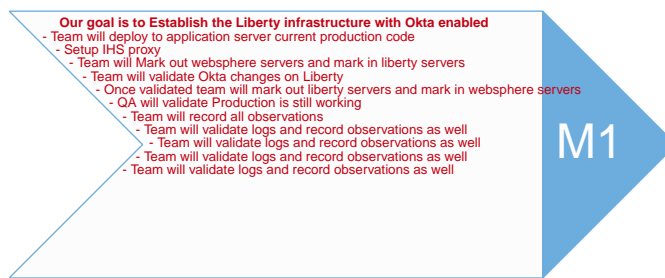 Our goal is to Establish the Liberty infrastructure with Okta enabled
- Team will deploy to application server current production code
- Setup IHS proxy
- Team will Mark out websphere servers and mark in liberty servers
- Team will validate Okta changes on Liberty
- Once validated team will mark out liberty servers and mark in websphere servers
- QA will validate Production is still working
- Team will record all observations
- Team will validate logs and record observations as well
- Team will validate logs and record observations as well
- Team will validate logs and record observations as well
- Team will validate logs and record observations as well
M1